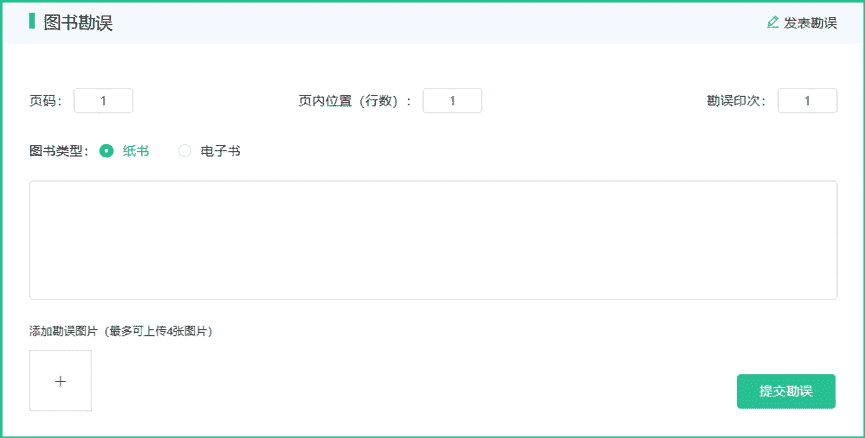 图书勘误
发表勘误
页码： 1 页内位置（行数）： 1 勘误印次： 1
图书类型： 纸书 电子书
添加勘误图片（最多可上传4张图片）
+
提交勘误